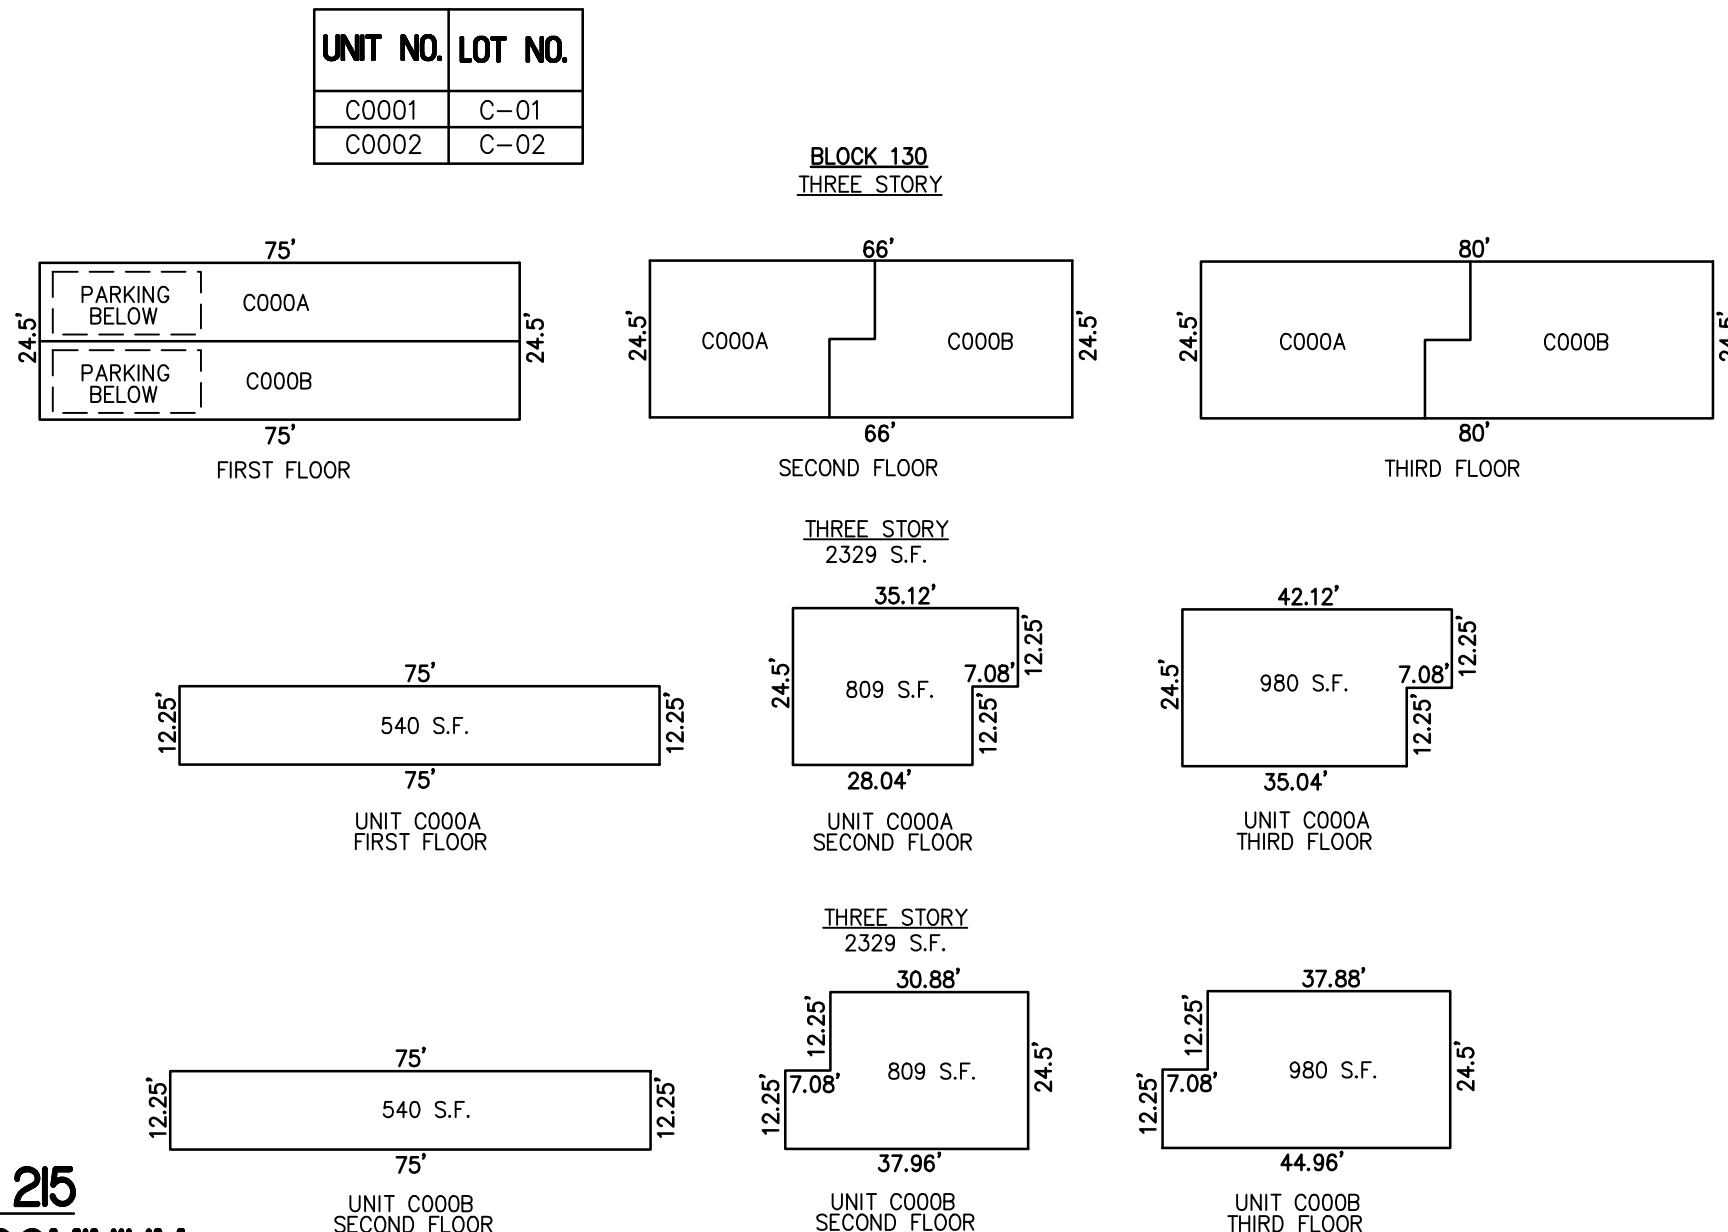 UNIT NO. LOT NO.
C0001 C-01
C0002 C-02
BLOCK 130
THREE STORY
75' 66' 80'
PARKING
BELOW
C000A
24.5' 24.5' 24.5' C000A C000B 24.5' 24.5' C000A C000B 24.5'
PARKING
BELOW
C000B
75' 66' 80'
FIRST FLOOR SECOND FLOOR THIRD FLOOR
THREE STORY
2329 S.F.
35.12' 42.12'
24.5' 809 S.F. 12.25' 7.08' 12.25' 24.5' 980 S.F. 12.25' 7.08' 12.25'
75'
12.25' 540 S.F. 12.25'
75' 28.04' 35.04'
UNIT C000A
FIRST FLOOR
UNIT C000A
SECOND FLOOR
UNIT C000A
THIRD FLOOR
THREE STORY
2329 S.F.
30.88' 37.88'
12.25' 12.25' 7.08' 809 S.F. 24.5' 12.25' 12.25' 7.08' 980 S.F. 24.5'
75'
12.25' 540 S.F. 12.25'
75' 37.96' 44.96'
215
UNIT C000B
SECOND FLOOR
UNIT C000B
SECOND FLOOR
UNIT C000B
THIRD FLOOR